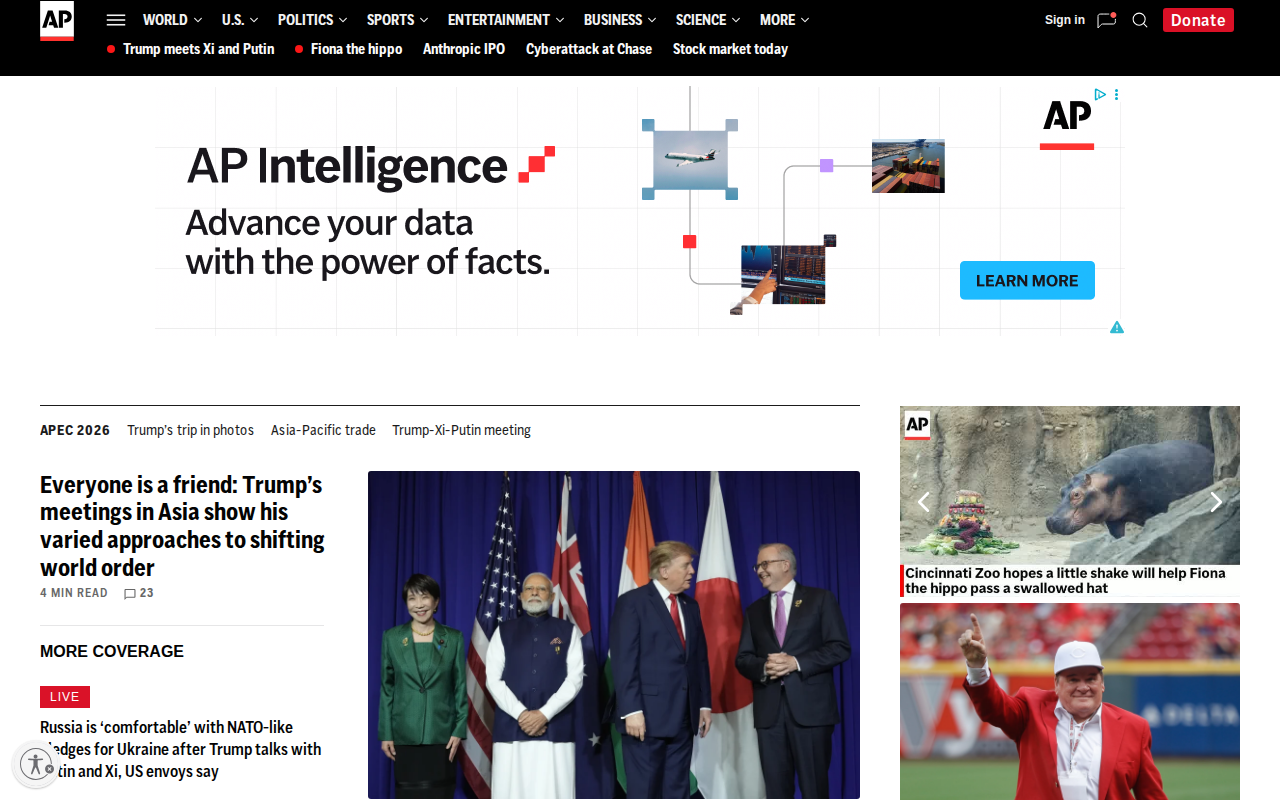 AP
WORLD
U.S.
POLITICS
SPORTS
ENTERTAINMENT
BUSINESS
SCIENCE
MORE
Sign in
Donate
Trump meets Xi and Putin
Fiona the hippo
Anthropic IPO
Cyberattack at Chase
Stock market today
AP Intelligence
Advance your data
with the power of facts.
AP
LEARN MORE
APEC 2026
Trump's trip in photos
Asia-Pacific trade
Trump-Xi-Putin meeting
Everyone is a friend: Trump's
meetings in Asia show his
varied approaches to shifting
world order
4 MIN READ
23
MORE COVERAGE
LIVE
Russia is ‘comfortable’ with NATO-like
pledges for Ukraine after Trump talks with
tin and Xi, US envoys say
AP
Cincinnati Zoo hopes a little shake will help Fiona
the hippo pass a swallowed hat
DELTA